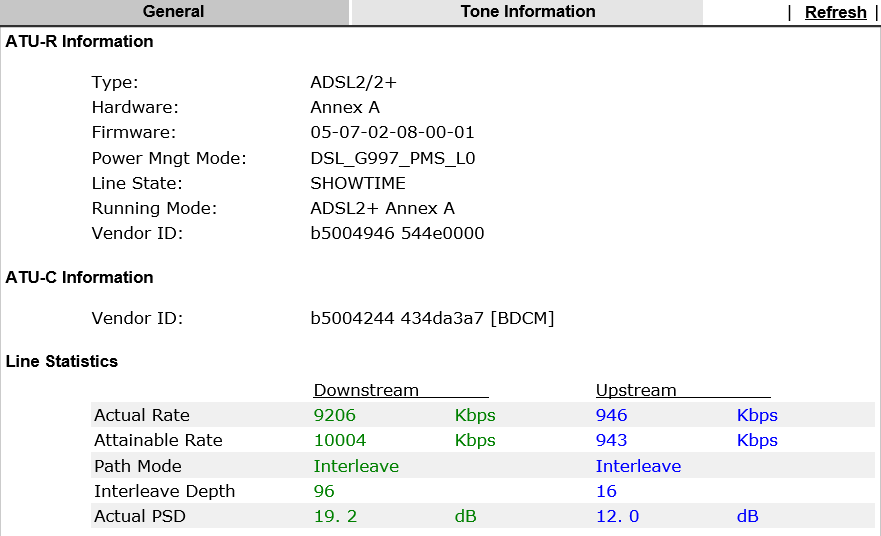 General Tone Information | Refresh |
ATU-R Information
Type: ADSL2/2+
Hardware: Annex A
Firmware: 05-07-02-08-00-01
Power Mngt Mode: DSL_G997_PMS_L0
Line State: SHOWTIME
Running Mode: ADSL2+ Annex A
Vendor ID: b5004946 544e0000
ATU-C Information
Vendor ID: b5004244 434da3a7 [BDCM]
Line Statistics
Downstream Upstream
Actual Rate 9206 Kbps 946 Kbps
Attainable Rate 10004 Kbps 943 Kbps
Path Mode Interleave Interleave
Interleave Depth 96 16
Actual PSD 19. 2 dB 12. 0 dB